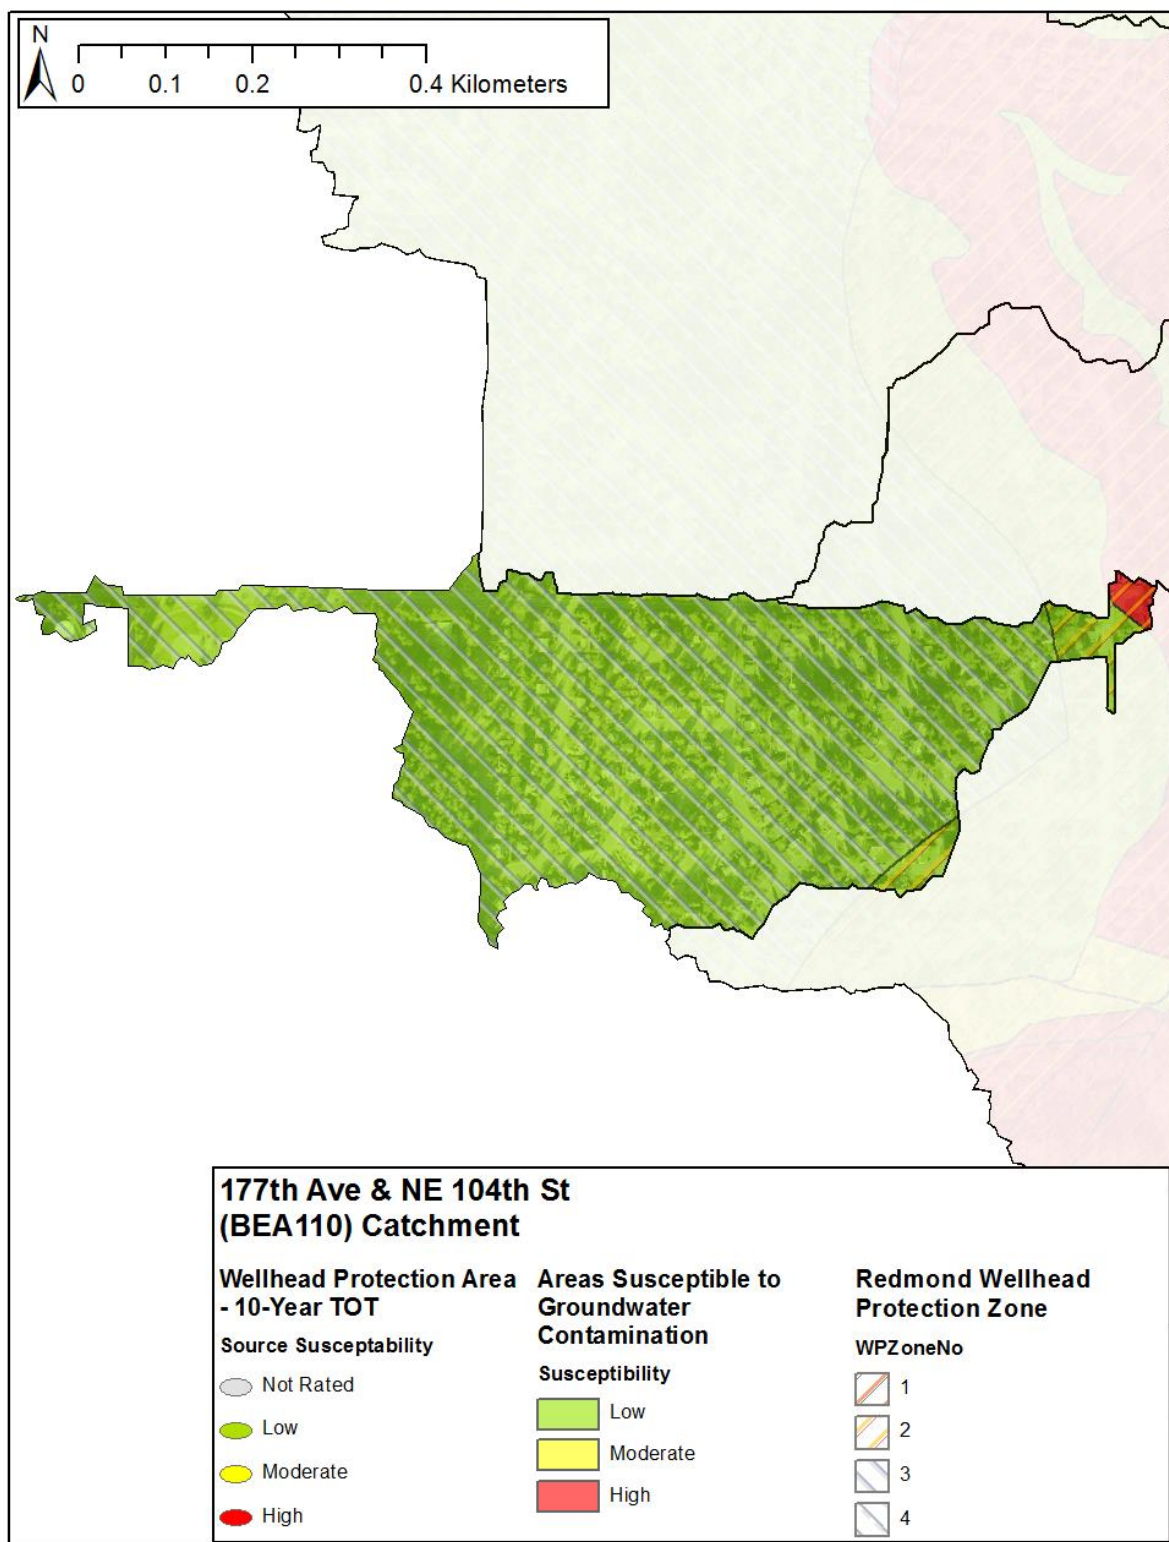 N
0 0.1 0.2 0.4 Kilometers
177th Ave & NE 104th St
(BEA110) Catchment
Wellhead Protection Area
- 10-Year TOT
Source Susceptability
Not Rated
Low
Moderate
High
Areas Susceptible to
Groundwater
Contamination
Susceptibility
Low
Moderate
High
Redmond Wellhead
Protection Zone
WPZoneNo
1
2
3
4